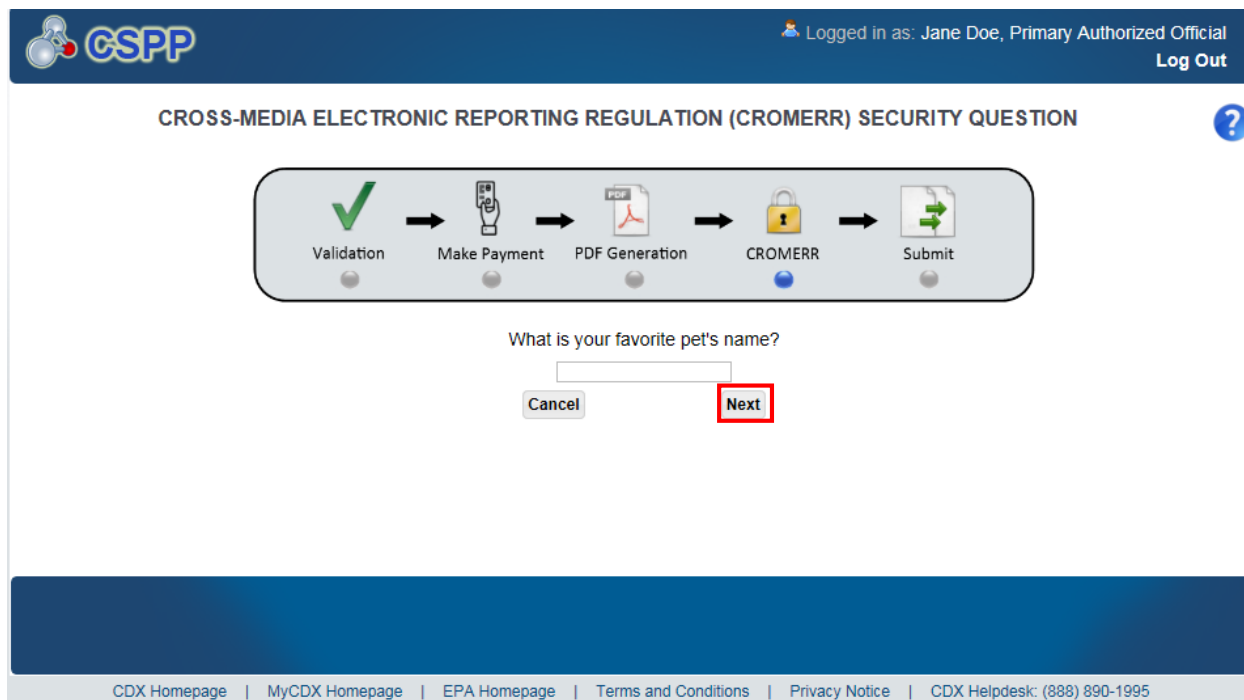 CSPP
Logged in as: Jane Doe, Primary Authorized Official
Log Out
CROSS-MEDIA ELECTRONIC REPORTING REGULATION (CROMERR) SECURITY QUESTION
?
PDF
Validation Make Payment PDF Generation CROMERR Submit
What is your favorite pet's name?
Cancel Next
CDX Homepage | MyCDX Homepage | EPA Homepage | Terms and Conditions | Privacy Notice | CDX Helpdesk: (888) 890-1995